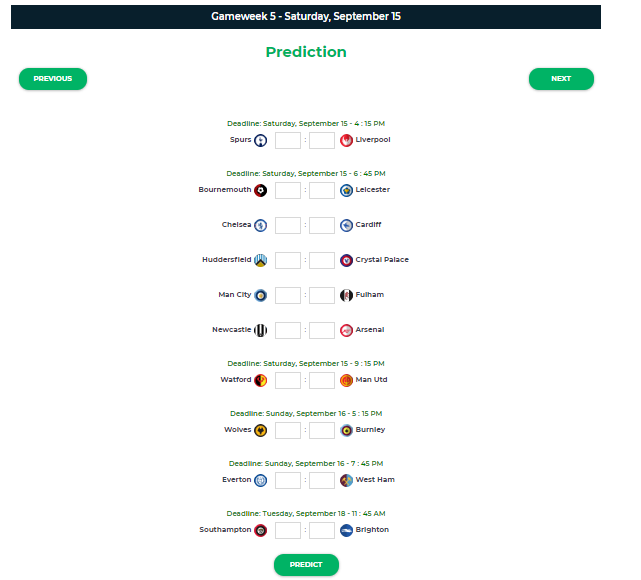 Gameweek 5 - Saturday, September 15
Prediction
PREVIOUS NEXT
Deadline: Saturday, September 15 - 4 : 15 PM
Spurs : Liverpool
Deadline: Saturday, September 15 - 6 : 45 PM
Bournemouth : Leicester
Chelsea : Cardiff
Huddersfield : Crystal Palace
Man City : Fulham
Newcastle : Arsenal
Deadline: Saturday, September 15 - 9 : 15 PM
Watford : Man Utd
Deadline: Sunday, September 16 - 5 : 15 PM
Wolves : Burnley
Deadline: Sunday, September 16 - 7 : 45 PM
Everton : West Ham
Deadline: Tuesday, September 18 - 11 : 45 AM
Southampton : Brighton
PREDICT